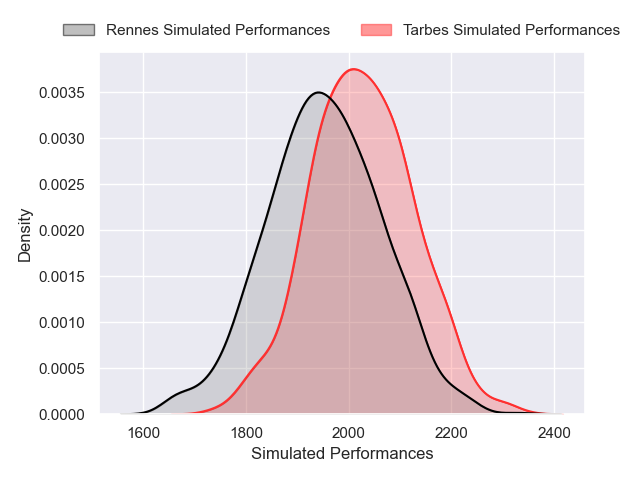 Rennes Simulated Performances
Tarbes Simulated Performances
Density
0.0035
0.0030
0.0025
0.0020
0.0015
0.0010
0.0005
0.0000
1600 1800 2000 2200 2400
Simulated Performances